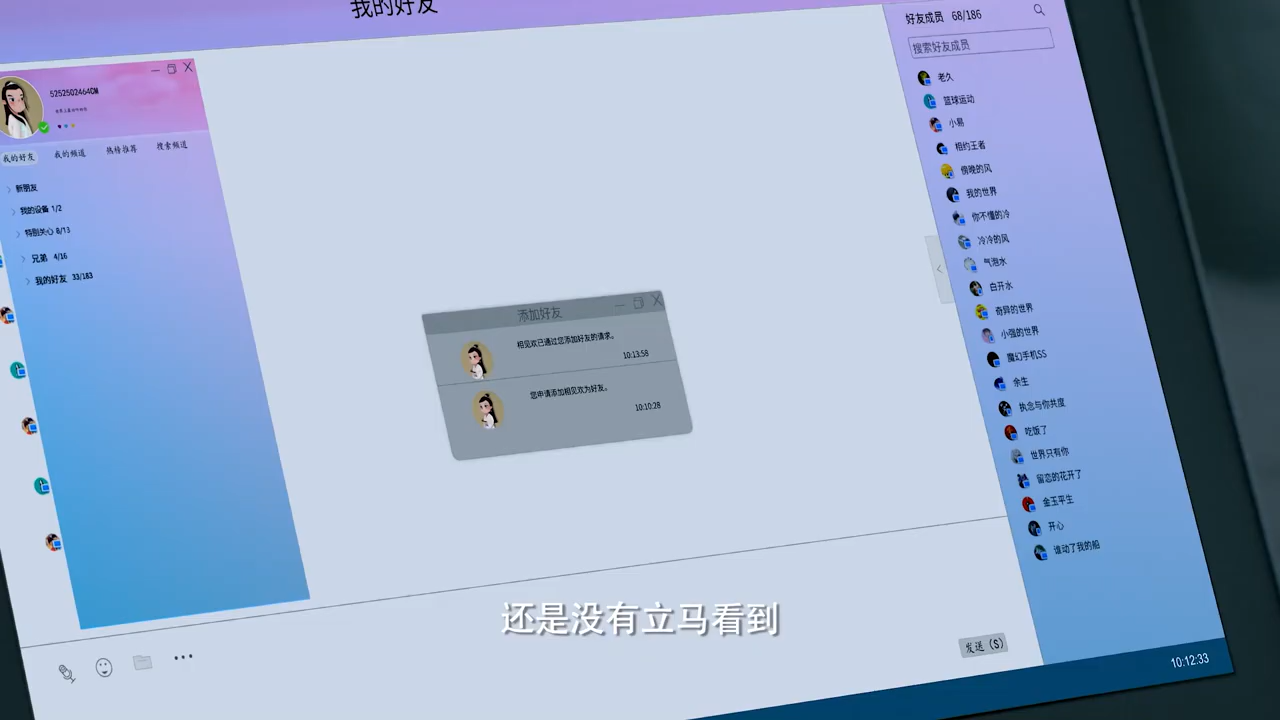 我的好友
5252502464GM
我的好友 我的频道 热榜推荐 搜索频道
新朋友
我的设备 1/2
特别关心 8/13
兄弟 4/16
我的好友 33/183
添加好友
相见欢已通过您添加好友的请求。
10:13:58
您申请添加相见欢为好友。
10:10:28
好友成员 68/186
搜索好友成员
老久
篮球运动
小易
相约王者
傍晚的风
我的世界
你不懂的冷
冷冷的风
气泡水
白开水
奇异的世界
小强的世界
魔幻手机SS
余生
执念与你共度
吃饭了
世界只有你
留恋的花开了
金玉平生
开心
谁动了我的船
发送（S）
10:12:33
还是没有立马看到